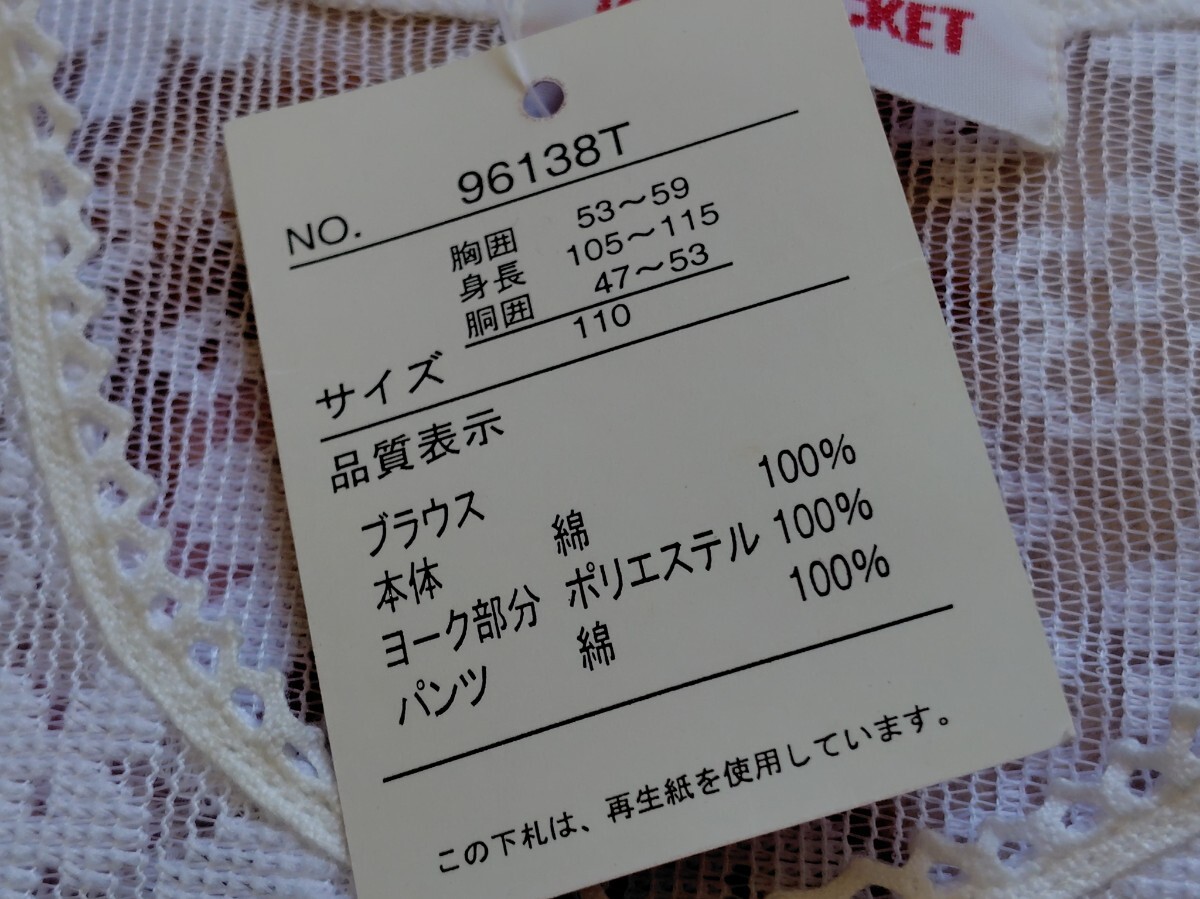 CKET
NO. 96138T
胸囲 53〜59
身長 105〜115
胴囲 47〜53
サイズ 110
品質表示
ブラウス
本体 綿 100%
ヨーク部分 ポリエステル 100%
パンツ 綿 100%
この下札は、再生紙を使用しています。